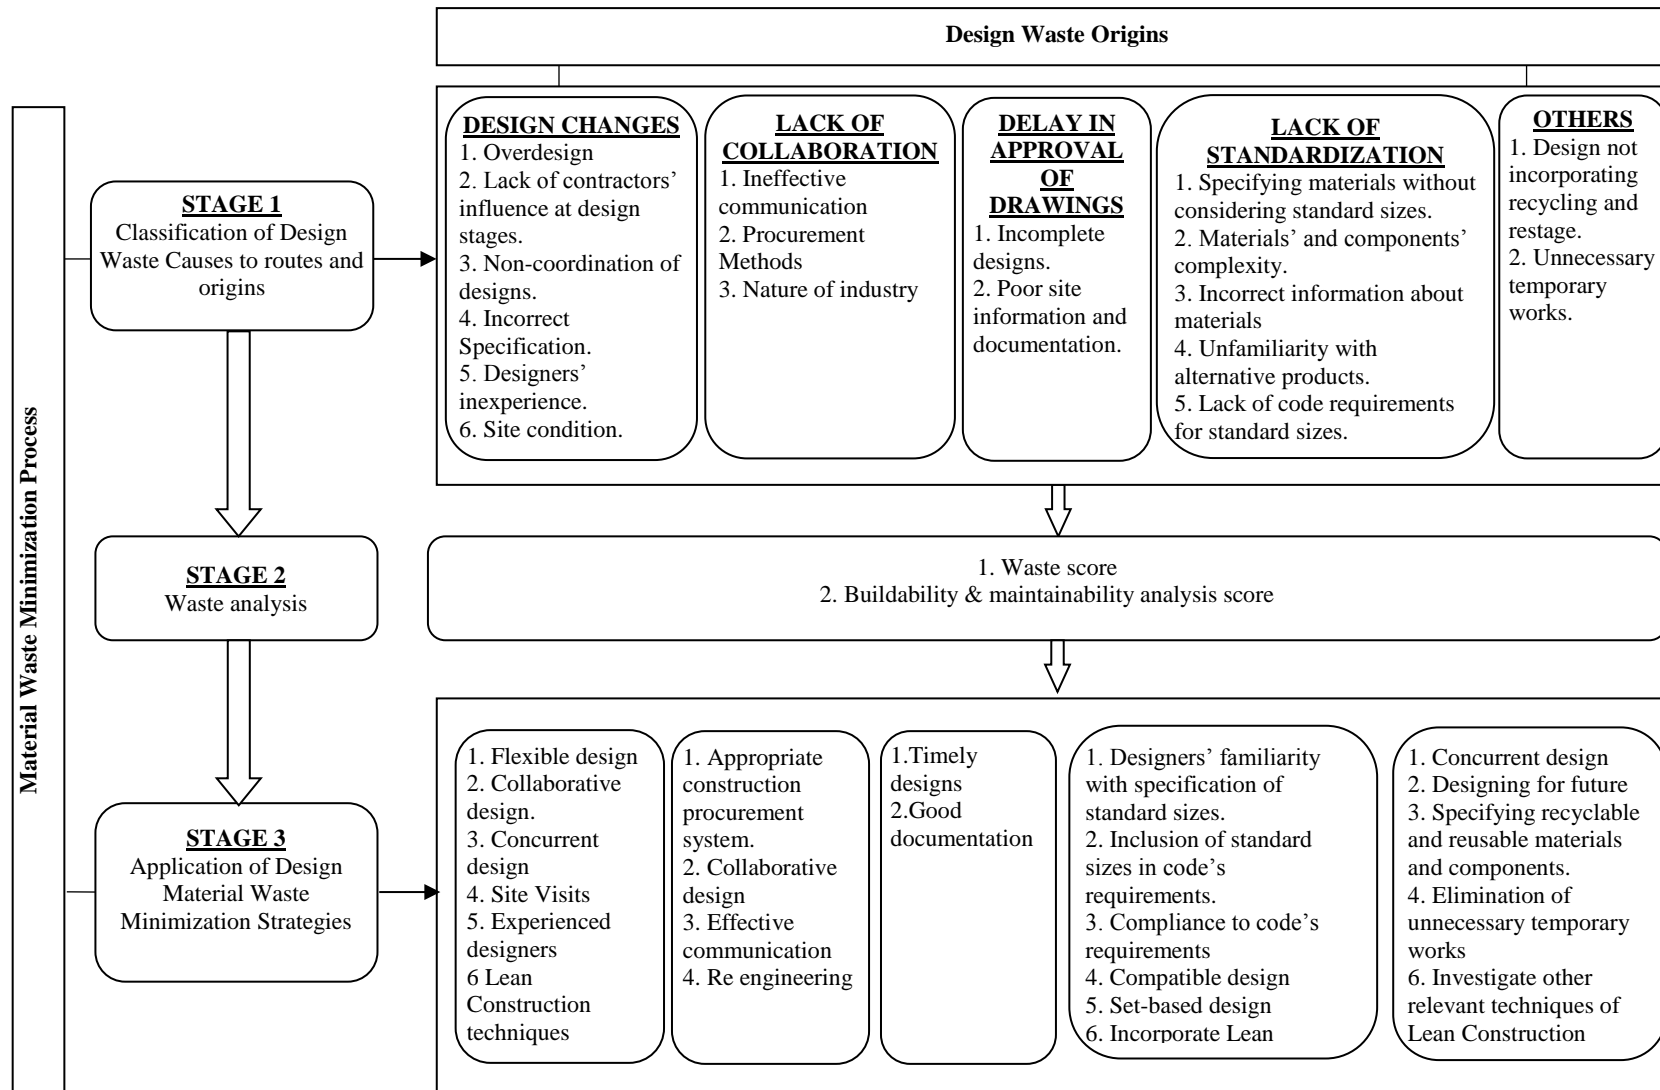 Design Waste Origins
Material Waste Minimization Process
STAGE 1
Classification of Design
Waste Causes to routes and
origins
DESIGN CHANGES
1. Overdesign
2. Lack of contractors’
influence at design
stages.
3. Non-coordination of
designs.
4. Incorrect
Specification.
5. Designers’
inexperience.
6. Site condition.
LACK OF
COLLABORATION
1. Ineffective
communication
2. Procurement
Methods
3. Nature of industry
DELAY IN
APPROVAL
OF
DRAWINGS
1. Incomplete
designs.
2. Poor site
information and
documentation.
LACK OF
STANDARDIZATION
1. Specifying materials without
considering standard sizes.
2. Materials’ and components’
complexity.
3. Incorrect information about
materials
4. Unfamiliarity with
alternative products.
5. Lack of code requirements
for standard sizes.
OTHERS
1. Design not
incorporating
recycling and
restage.
2. Unnecessary
temporary
works.
STAGE 2
Waste analysis
1. Waste score
2. Buildability & maintainability analysis score
STAGE 3
Application of Design
Material Waste
Minimization Strategies
1. Flexible design
2. Collaborative
design.
3. Concurrent
design
4. Site Visits
5. Experienced
designers
6 Lean
Construction
techniques
1. Appropriate
construction
procurement
system.
2. Collaborative
design
3. Effective
communication
4. Re engineering
1.Timely
designs
2.Good
documentation
1. Designers’ familiarity
with specification of
standard sizes.
2. Inclusion of standard
sizes in code’s
requirements.
3. Compliance to code’s
requirements
4. Compatible design
5. Set-based design
6. Incorporate Lean
1. Concurrent design
2. Designing for future
3. Specifying recyclable
and reusable materials
and components.
4. Elimination of
unnecessary temporary
works
6. Investigate other
relevant techniques of
Lean Construction